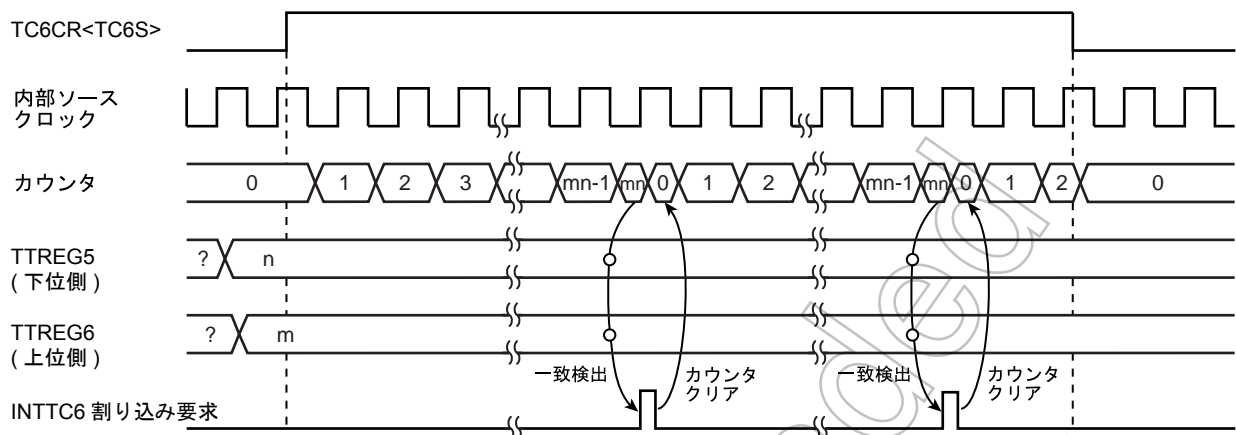 TC6CR<TC6S>
内部ソース
クロック
カウンタ
0 1 2 3 mn-1 mn 0 1 2 mn-1 mn 0 1 2 0
TTREG5
(下位側)
? n
TTREG6
(上位側)
? m
一致検出 カウンタ
クリア
一致検出 カウンタ
クリア
INTTC6 割り込み要求